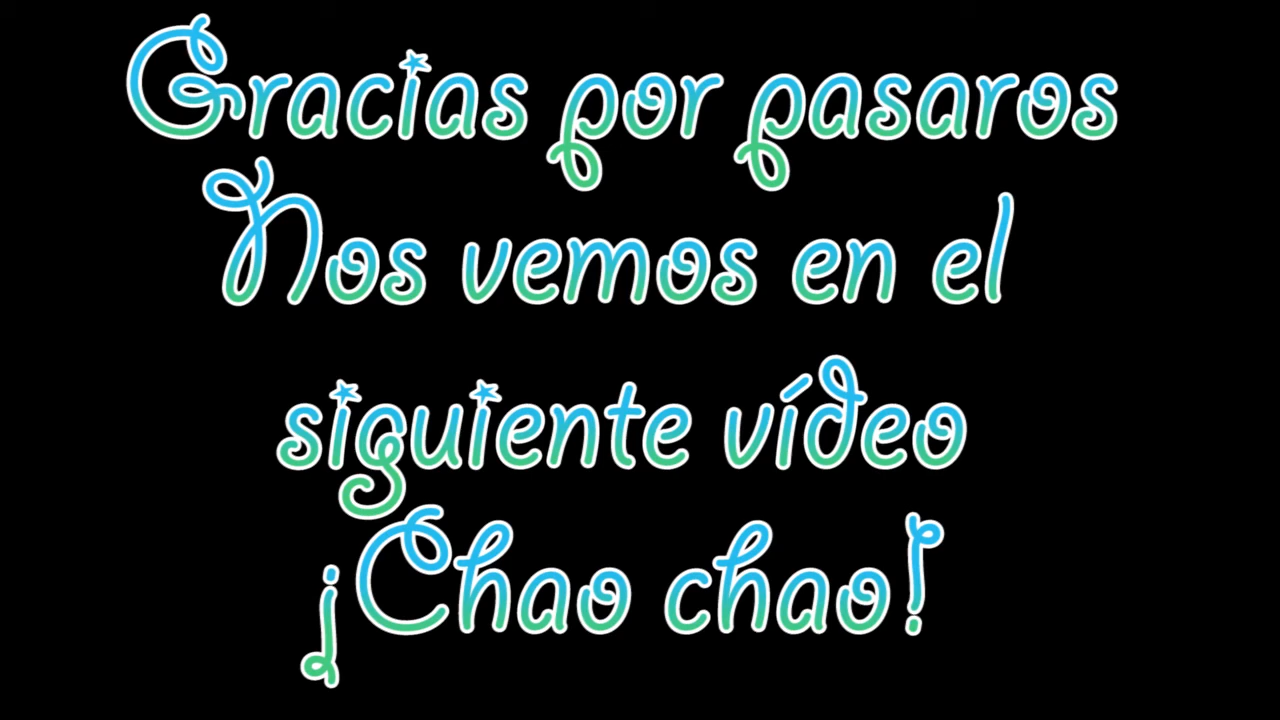 Gracias por pasaros
Nos vemos en el
siguiente vídeo
¡Chao chao!